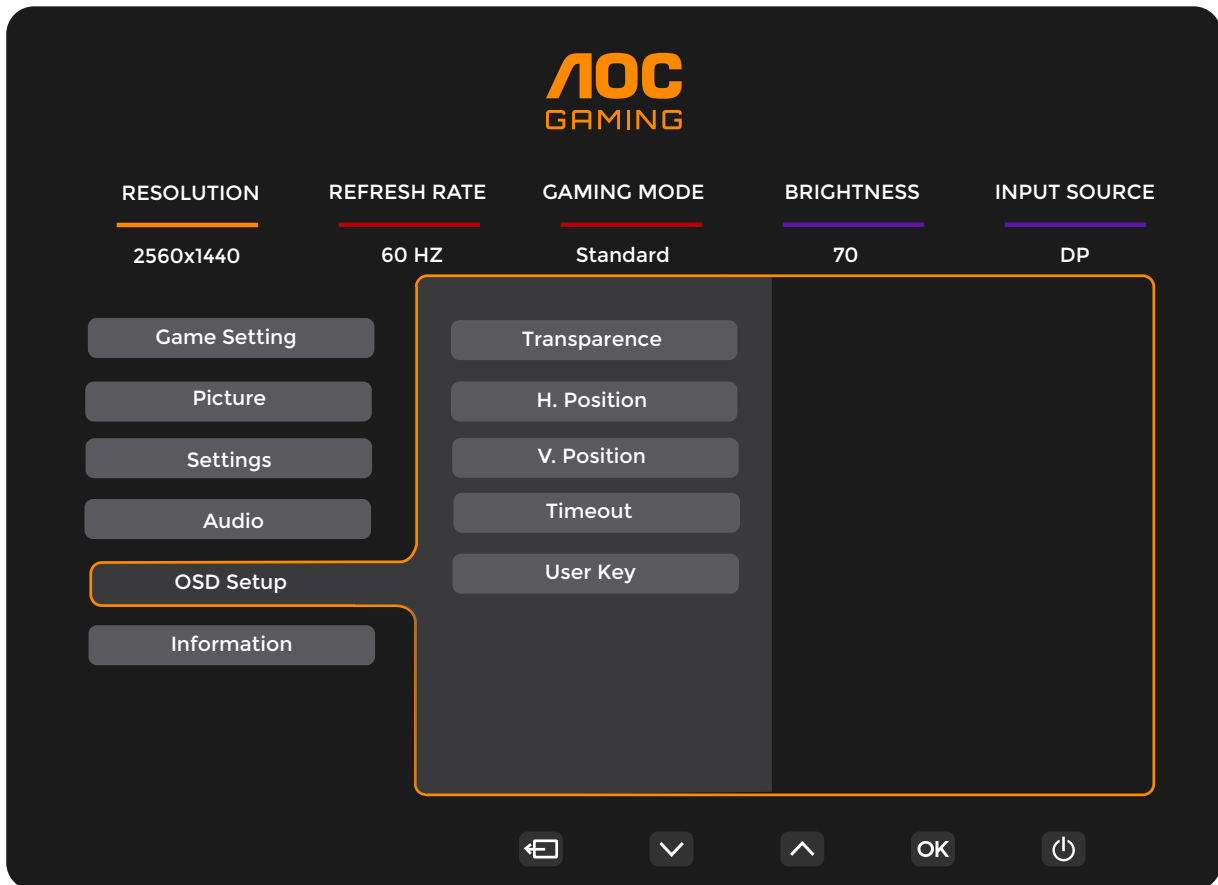 AOC
GAMING
RESOLUTION REFRESH RATE GAMING MODE BRIGHTNESS INPUT SOURCE
2560x1440 60 HZ Standard 70 DP
Game Setting
Picture
Settings
Audio
OSD Setup
Information
Transparence
H. Position
V. Position
Timeout
User Key
OK